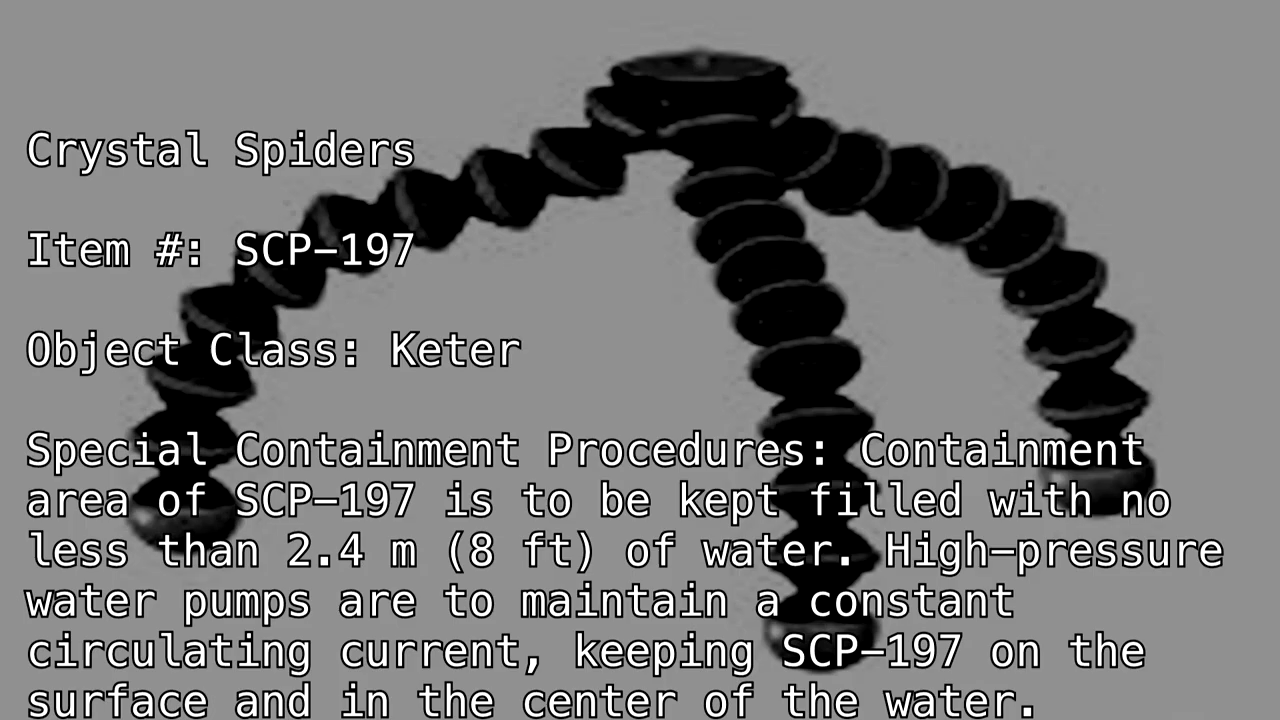 Crystal Spiders
Item #: SCP–197
Object Class: Keter
Special Containment Procedures: Containment
area of SCP–197 is to be kept filled with no
less than 2.4 m (8 ft) of water. High–pressure
water pumps are to maintain a constant
circulating current, keeping SCP–197 on the
surface and in the center of the water.